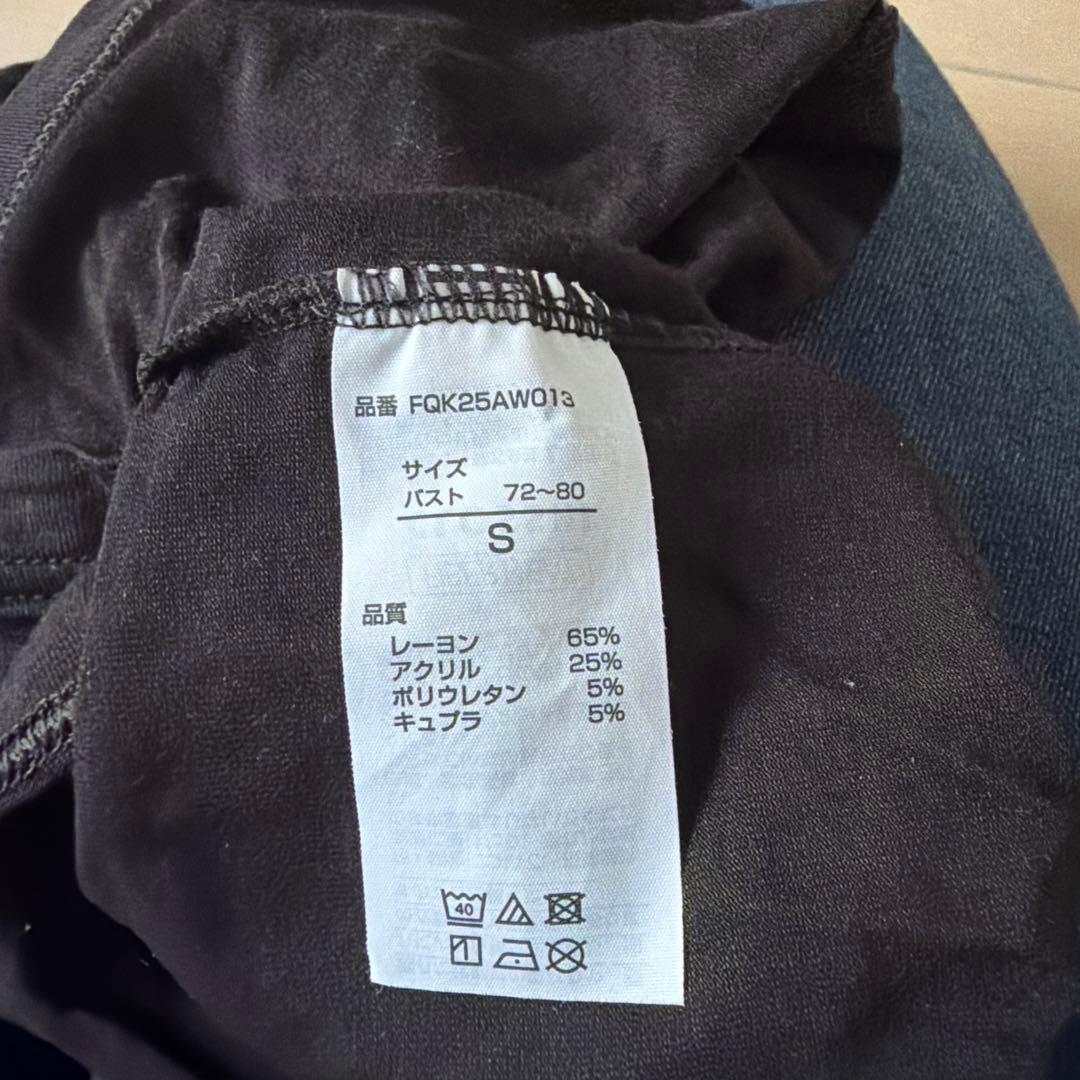 品番 FQK25AW013
サイズ
バスト 72～80
S
品質
レーヨン 65%
アクリル 25%
ポリウレタン 5%
キュプラ 5%
40